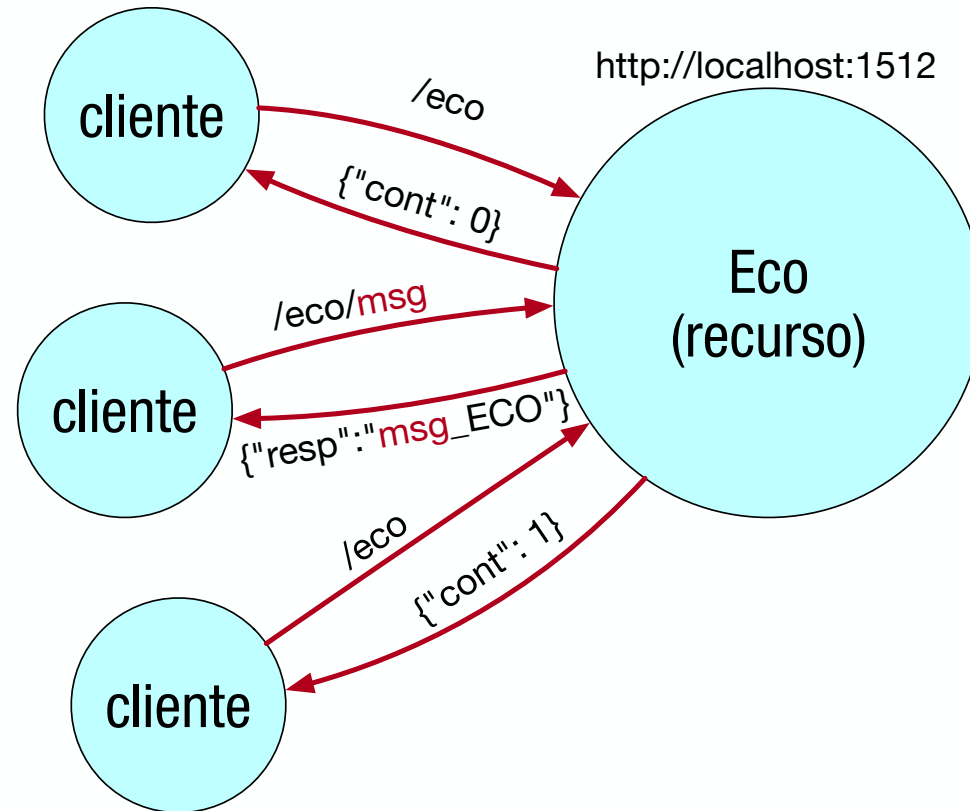 http://localhost:1512
cliente
/eco
{"cont": 0}
Eco
(recurso)
/eco/msg
cliente
{"resp":"msg_ECO"}
/eco
{"cont": 1}
cliente